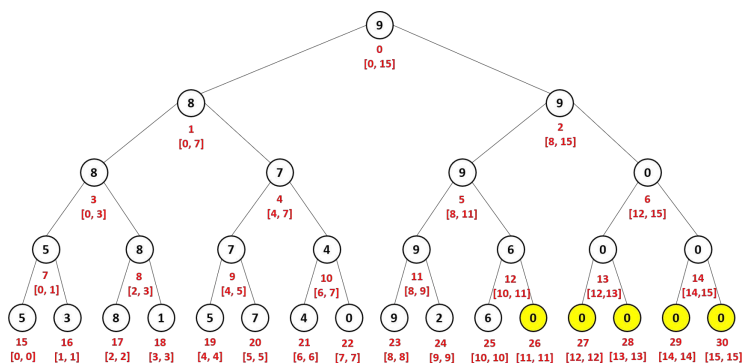 9
0
[0, 15]
8 9
1 2
[0, 7] [8, 15]
8 7 9 0
3 4 5 6
[0, 3] [4, 7] [8, 11] [12, 15]
5 8 7 4 9 6 0 0
7 8 9 10 11 12 13 14
[0, 1] [2, 3] [4, 5] [6, 7] [8, 9] [10, 11] [12,13] [14,15]
5 3 8 1 5 7 4 0 9 2 6 0 0 0 0 0
15 16 17 18 19 20 21 22 23 24 25 26 27 28 29 30
[0, 0] [1, 1] [2, 2] [3, 3] [4, 4] [5, 5] [6, 6] [7, 7] [8, 8] [9, 9] [10, 10] [11, 11] [12, 12] [13, 13] [14, 14] [15, 15]